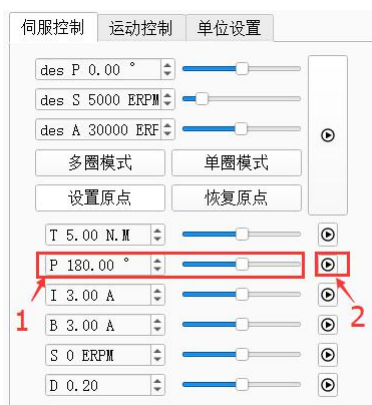 伺服控制 运动控制 单位设置
des P 0.00 °
des S 5000 ERPM
des A 30000 ERF
多圈模式 单圈模式
设置原点 恢复原点
T 5.00 N.M
P 180.00 °
I 3.00 A
1 2
B 3.00 A
S 0 ERPM
D 0.20